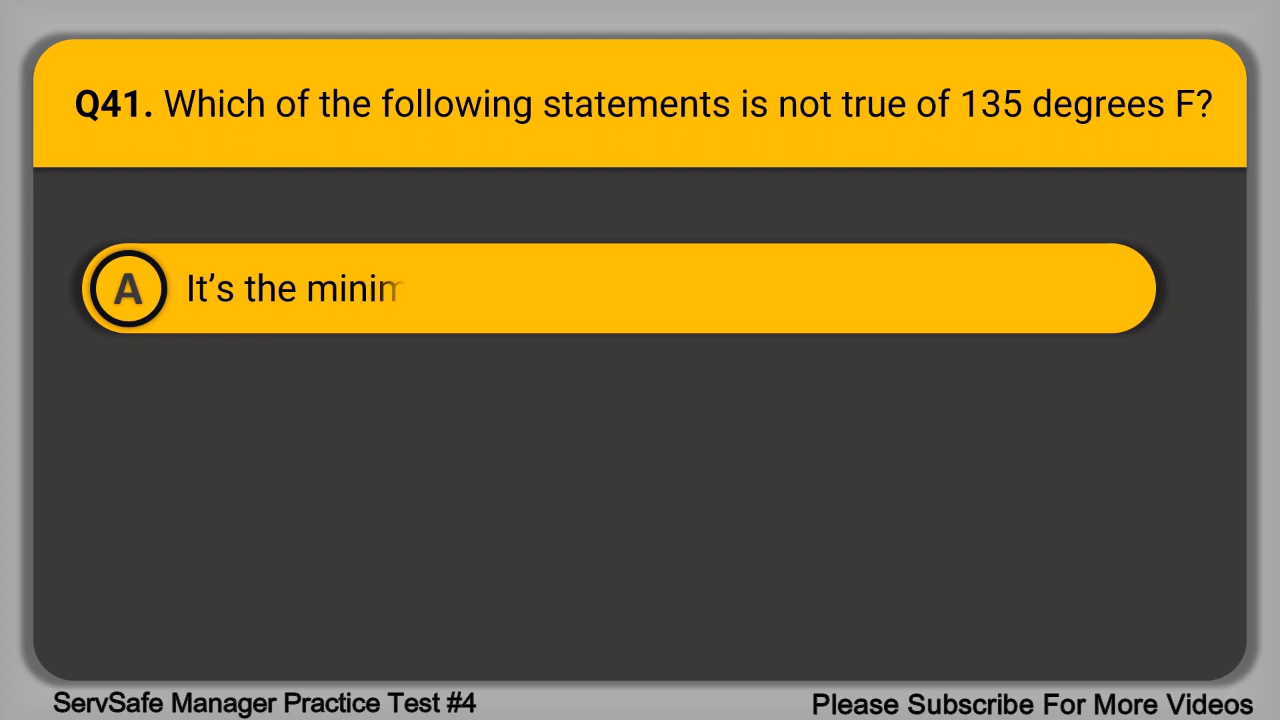 Q41. Which of the following statements is not true of 135 degrees F?
A It’s the minim
ServSafe Manager Practice Test #4
Please Subscribe For More Videos